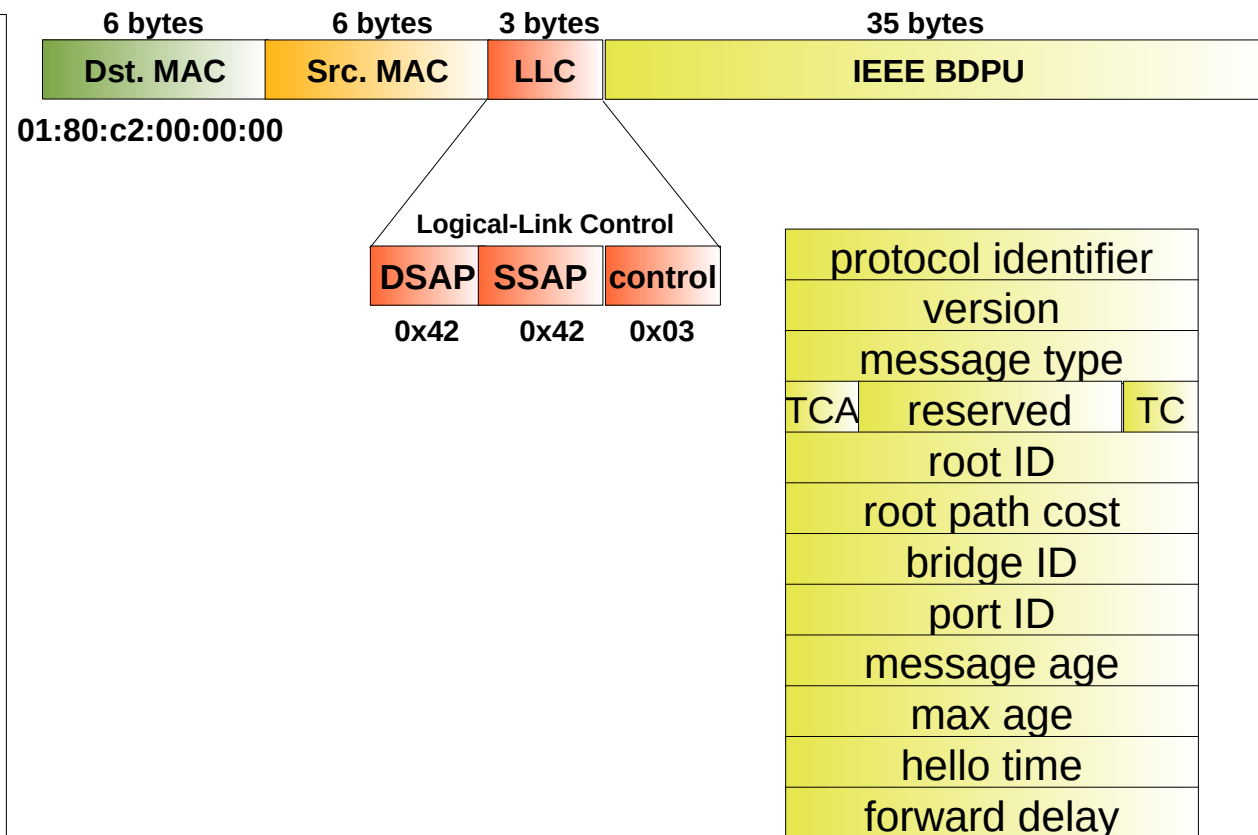 6 bytes 6 bytes 3 bytes 35 bytes
Dst. MAC Src. MAC LLC IEEE BDPU
01:80:c2:00:00:00
Logical-Link Control
DSAP SSAP control
0x42 0x42 0x03
protocol identifier
version
message type
TCA reserved TC
root ID
root path cost
bridge ID
port ID
message age
max age
hello time
forward delay